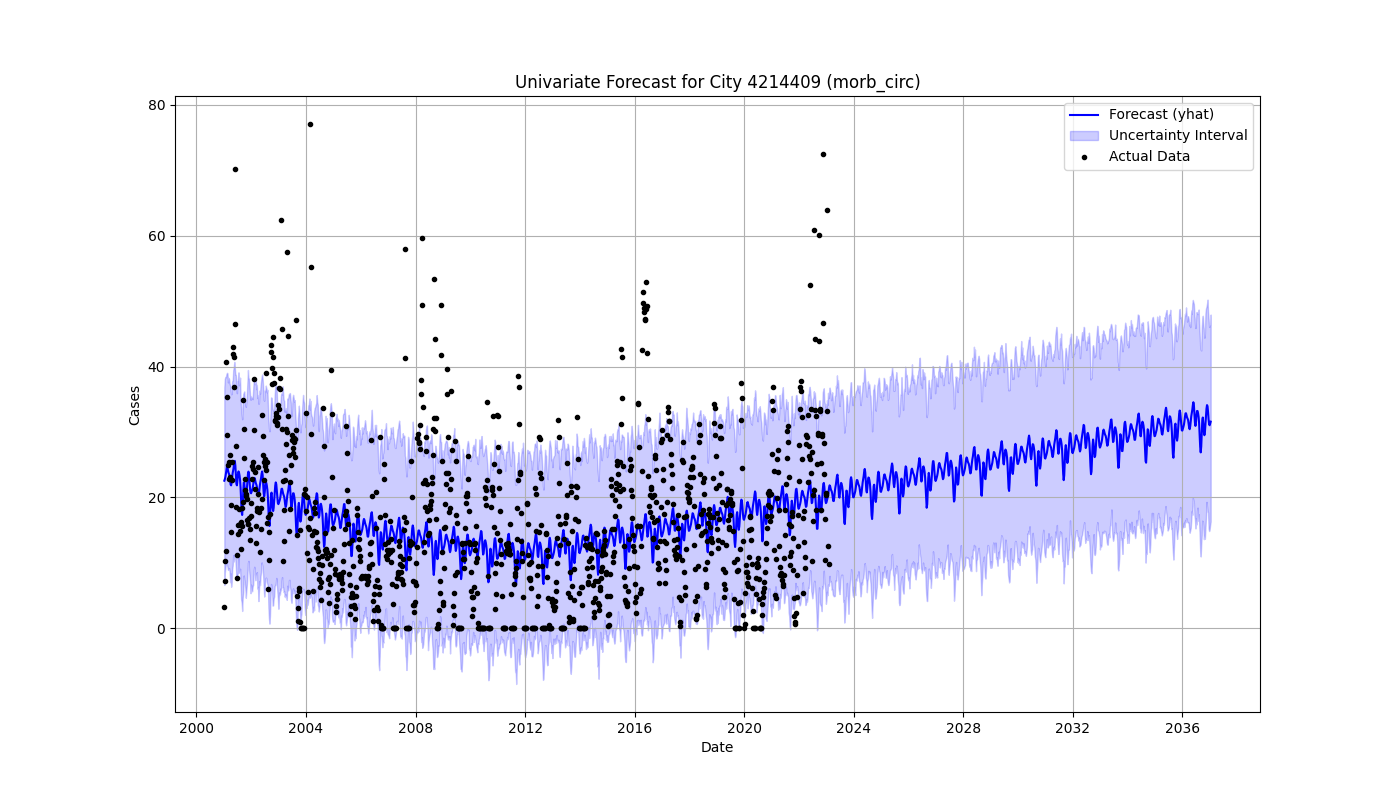 Univariate Forecast for City 4214409 (morb_circ)
Forecast (yhat)
Uncertainty Interval
Actual Data
80
60
40
20
0
Cases
2000 2004 2008 2012 2016 2020 2024 2028 2032 2036
Date